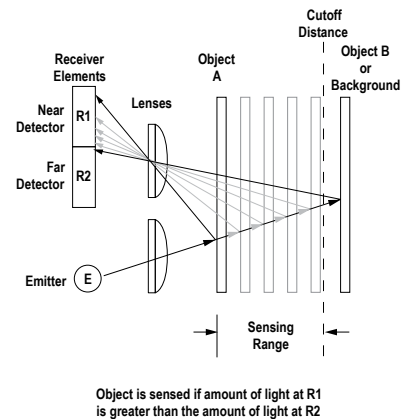 Cutoff
Distance
Receiver
Elements
Object
A
Object B
or
Background
Lenses
Near
Detector
R1
Far
Detector
R2
Emitter
E
Sensing
Range
Object is sensed if amount of light at R1
is greater than the amount of light at R2